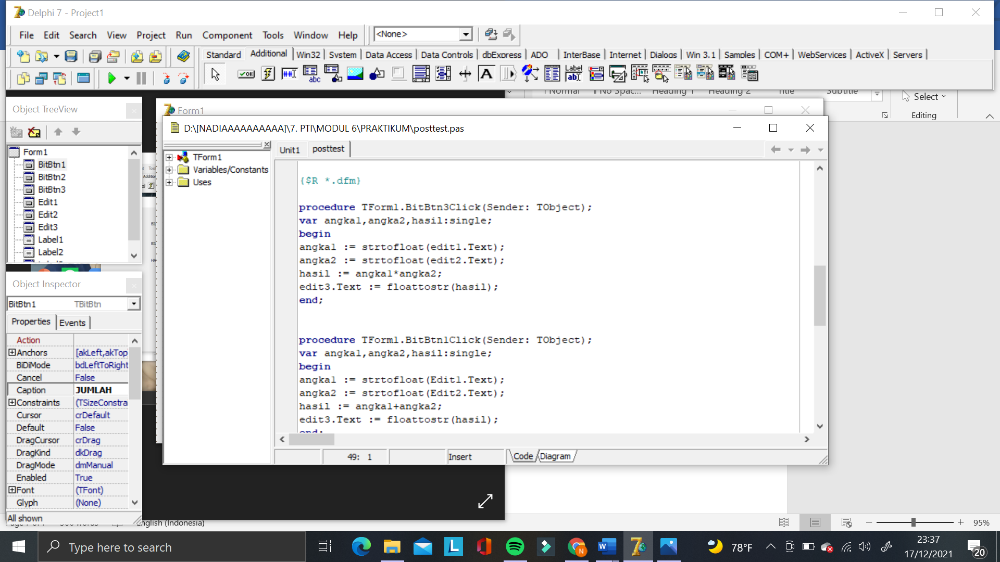 Delphi 7 - Project1
File Edit Search View Project Run Component Tools Window Help
<None>
Standard Additional Win32 System Data Access Data Controls dbExpress ADO InterBase Internet Dialogs Win 3.1 Samples COM+ WebServices ActiveX Servers
OK
##I
abc
A
Label
abI
Normal No Spac... Heading 1 Heading 2 Title Subtitle
Select
Editing
Object TreeView
Form1
BitBtn1
BitBtn2
BitBtn3
Edit1
Edit2
Edit3
Label1
Label2
Form1
D:\[NADIAAAAAAAAAA]\7. PTI\MODUL 6\PRAKTIKUM\posttest.pas
TForm1
Variables/Constants
Uses
Unit1 posttest
{$R *.dfm}
procedure TForm1.BitBtn3Click(Sender: TObject);
var angka1,angka2,hasil:single;
begin
angka1 := strtofloat(edit1.Text);
angka2 := strtofloat(edit2.Text);
hasil := angka1*angka2;
edit3.Text := floattostr(hasil);
end;
procedure TForm1.BitBtn1Click(Sender: TObject);
var angka1,angka2,hasil:single;
begin
angka1 := strtofloat(Edit1.Text);
angka2 := strtofloat(Edit2.Text);
hasil := angka1+angka2;
edit3.Text := floattostr(hasil);
end;
49: 1 Insert Code Diagram
Object Inspector
BitBtn1 TBitBtn
Properties Events
Action
Anchors [akLeft,akTop
BiDiMode bdLeftToRight
Cancel False
Caption JUMLAH
Constraints (TSizeConstra
Cursor crDefault
Default False
DragCursor crDrag
DragKind dkDrag
DragMode dmManual
Enabled True
Font (TFont)
Glyph (None)
All shown
English (Indonesia)
95%
Type here to search
78°F
23:37
17/12/2021
20